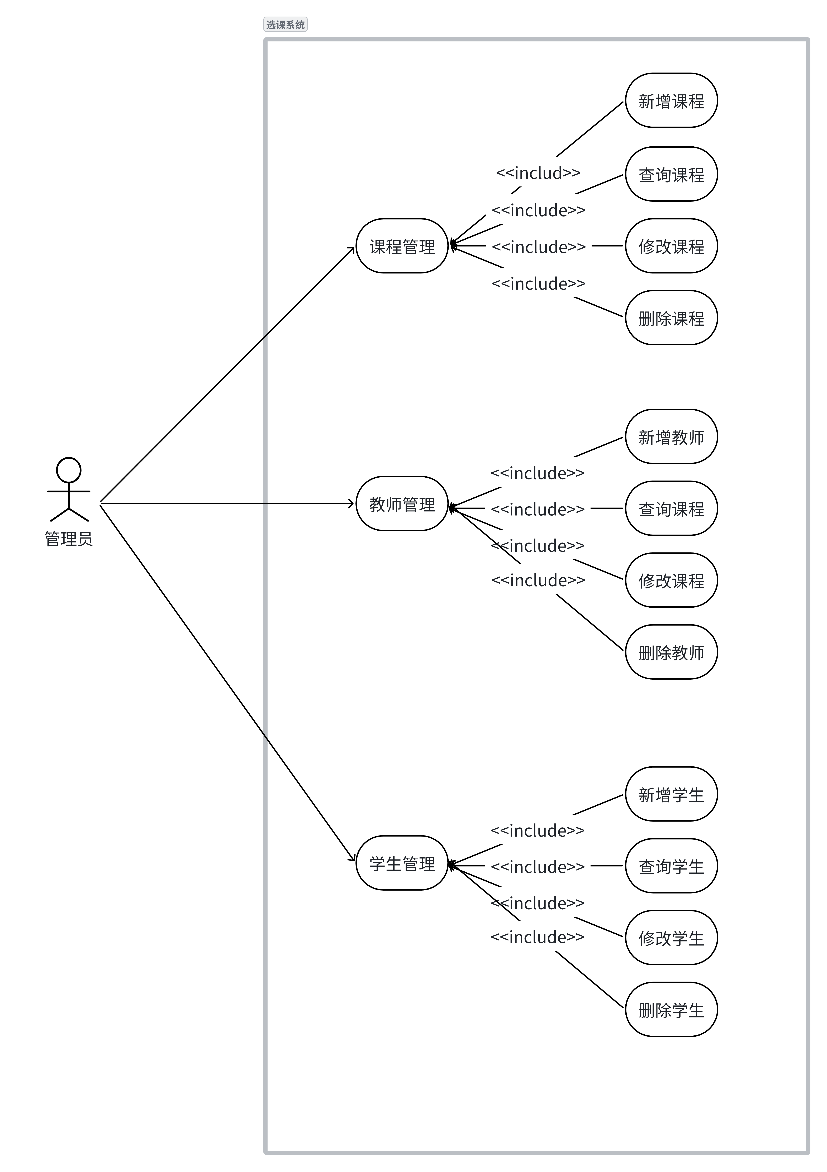 选课系统
新增课程
<<includ>>
查询课程
<<include>>
课程管理
<<include>>
修改课程
<<include>>
删除课程
新增教师
<<include>>
教师管理
<<include>>
查询课程
管理员
<<include>>
修改课程
<<include>>
删除教师
新增学生
<<include>>
学生管理
<<include>>
查询学生
<<include>>
修改学生
<<include>>
删除学生